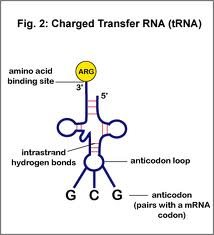 Fig. 2: Charged Transfer RNA (tRNA)
amino acid
binding site
ARG
3'
5'
intrastrand
hydrogen bonds
anticodon loop
G C G
anticodon
(pairs with a mRNA
codon)